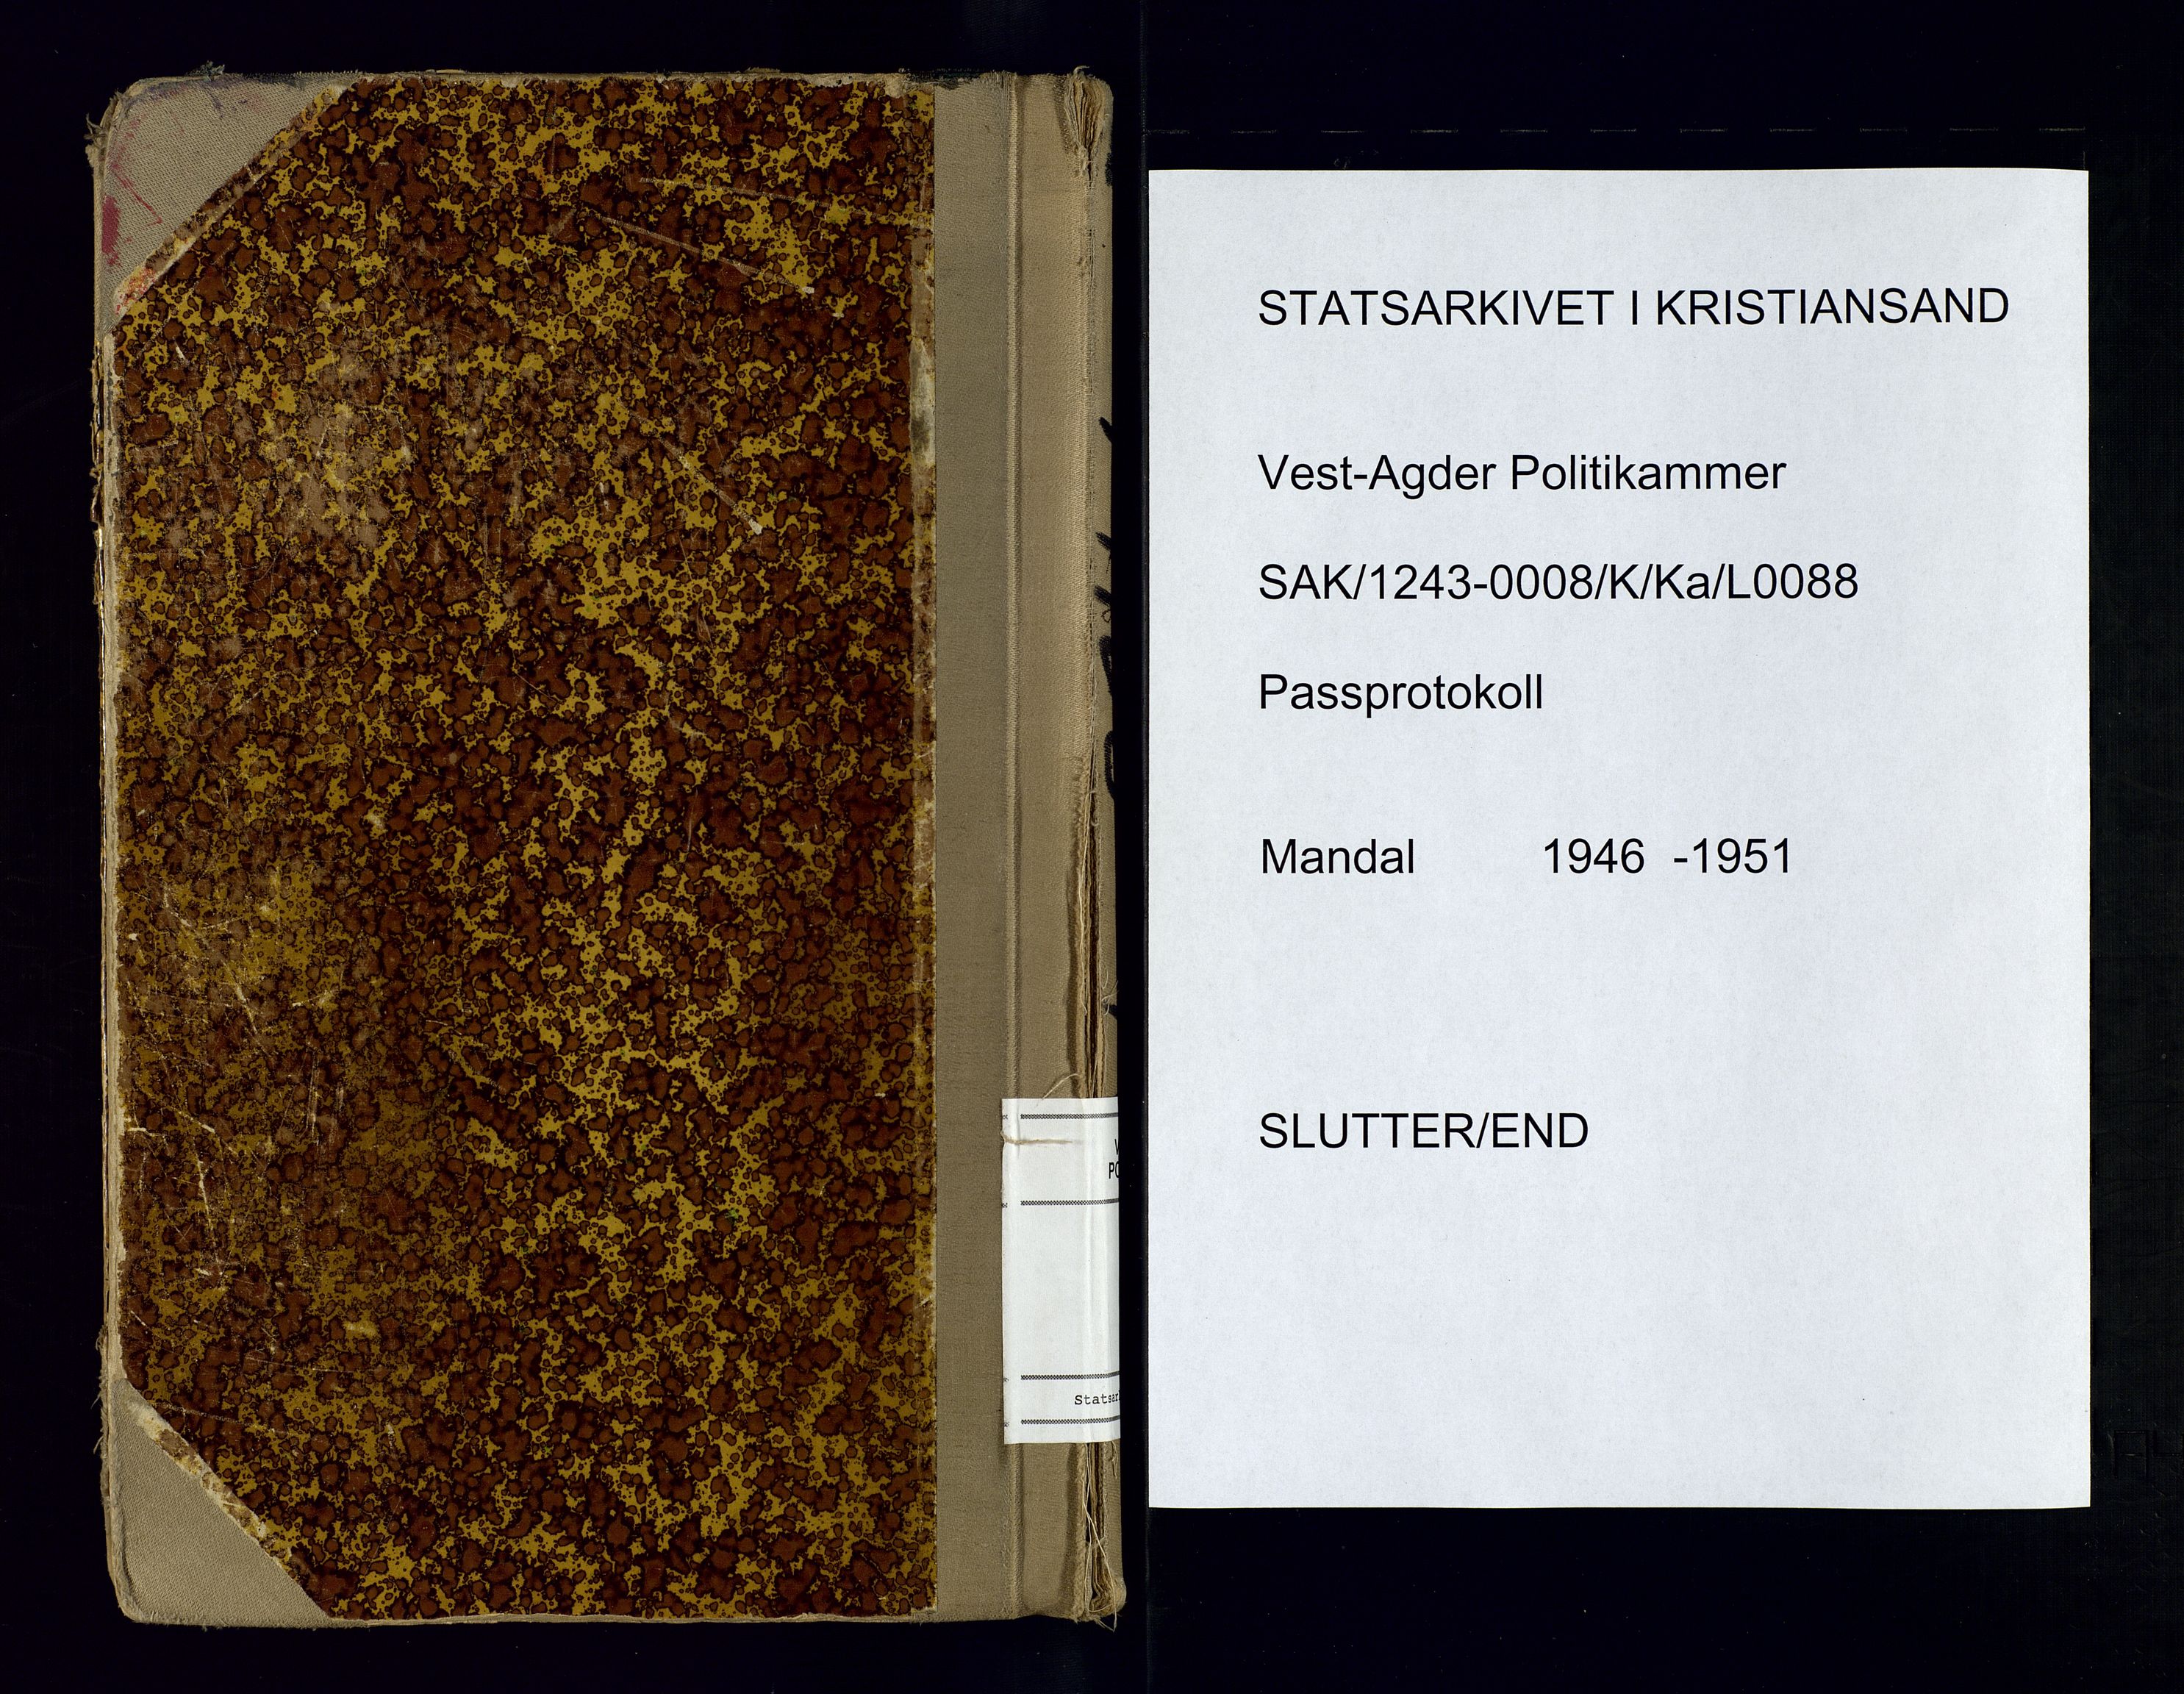 STATSARKIVET I KRISTIANSAND
Vest-Agder Politikammer
SAK/1243-0008/K/Ka/L0088
Passprotokoll
Mandal 1946 -1951
SLUTTER/END